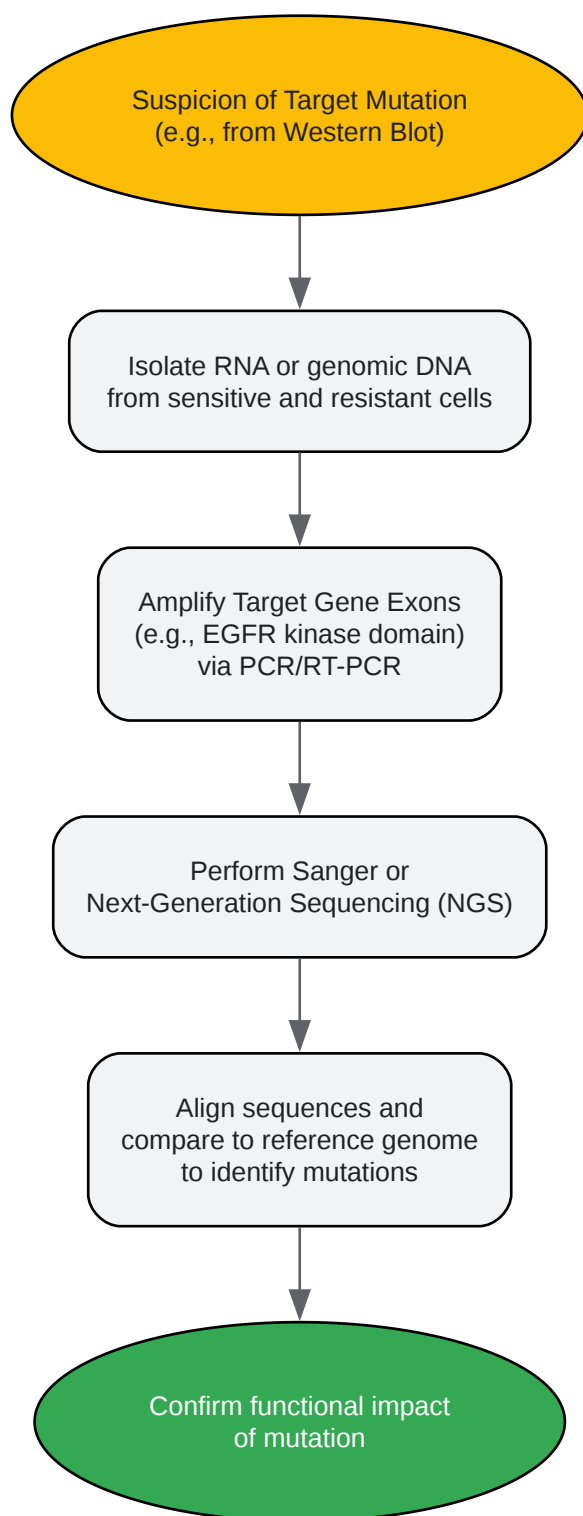 Suspicion of Target Mutation
(e.g., from Western Blot)
Isolate RNA or genomic DNA
from sensitive and resistant cells
Amplify Target Gene Exons
(e.g., EGFR kinase domain)
via PCR/RT-PCR
Perform Sanger or
Next-Generation Sequencing (NGS)
Align sequences and
compare to reference genome
to identify mutations
Confirm functional impact
of mutation